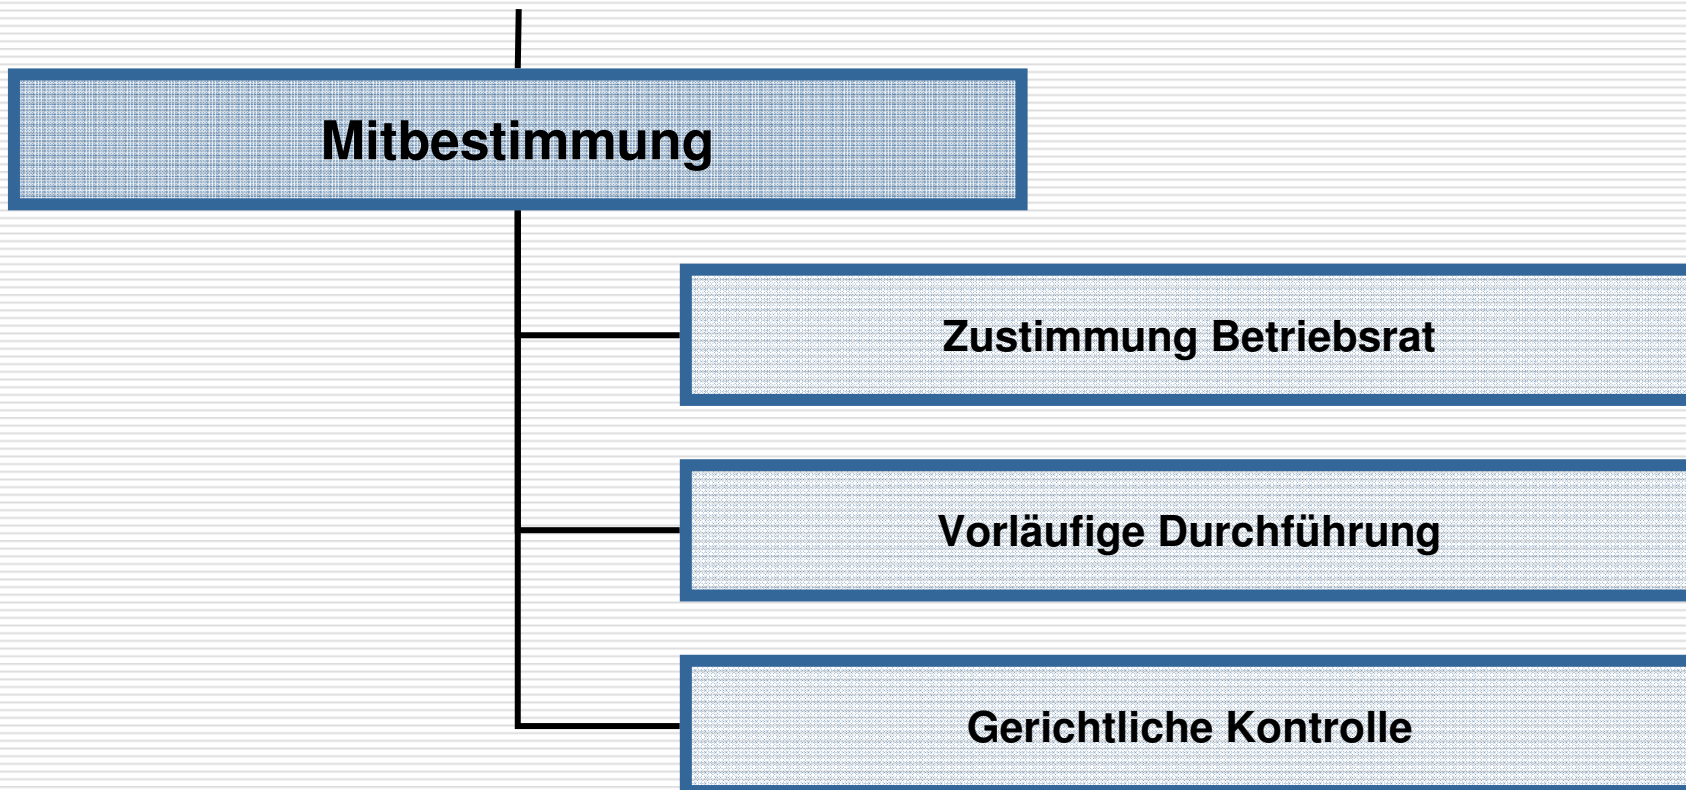 Mitbestimmung
Zustimmung Betriebsrat
Vorläufige Durchführung
Gerichtliche Kontrolle